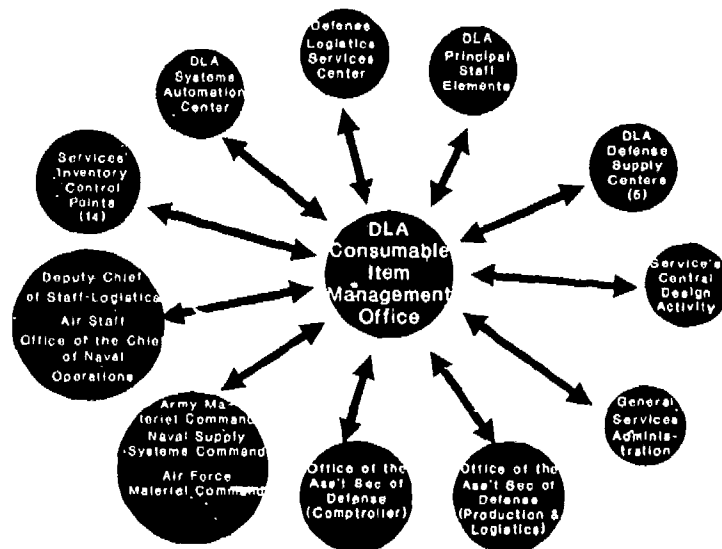 Defense
Logistics
Services
Center
DLA
Principal
Staff
Elements
DLA
Systems
Automation
Center
DLA
Defense
Supply
Centers
(6)
Services'
Inventory
Control
Points
(14)
DLA
Consumable
Item
Management
Office
Service's
Central
Design
Activity
Deputy Chief
of Staff-Logistics
Air Staff
Office of the Chief
of Naval
Operations
General
Services
Adminis-
tration
Army Ma-
teriel Command
Naval Supply
Systems Command
Air Force
Materiel Command
Office of the
Ass't Sec of
Defense
(Comptroller)
Office of the
Ass't Sec of
Defense
(Production &
Logistics)